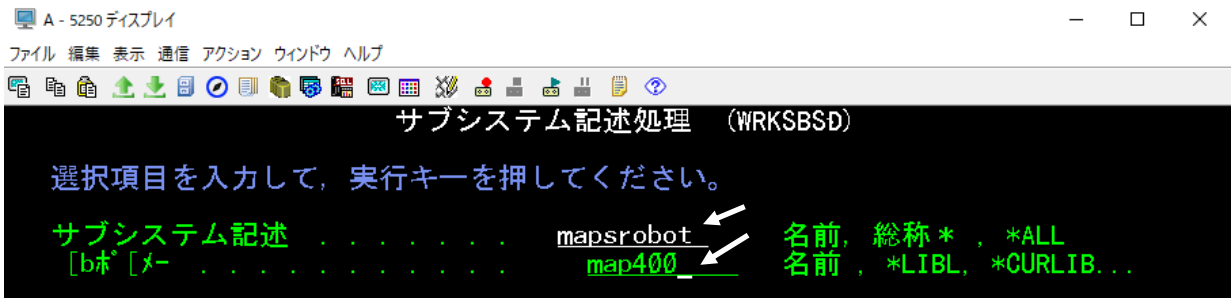 A - 5250 ディスプレイ
ファイル 編集 表示 通信 アクション ウィンドウ ヘルプ
サブシステム記述処理 (WRKSBSD)
選択項目を入力して, 実行キーを押してください。
サブシステム記述 . . . . . . . mapsrobot 名前, 総称* , *ALL
[bﾎﾟ[ﾒｰ . . . . . . . . . . . map400 名前 , *LIBL, *CURLIB...